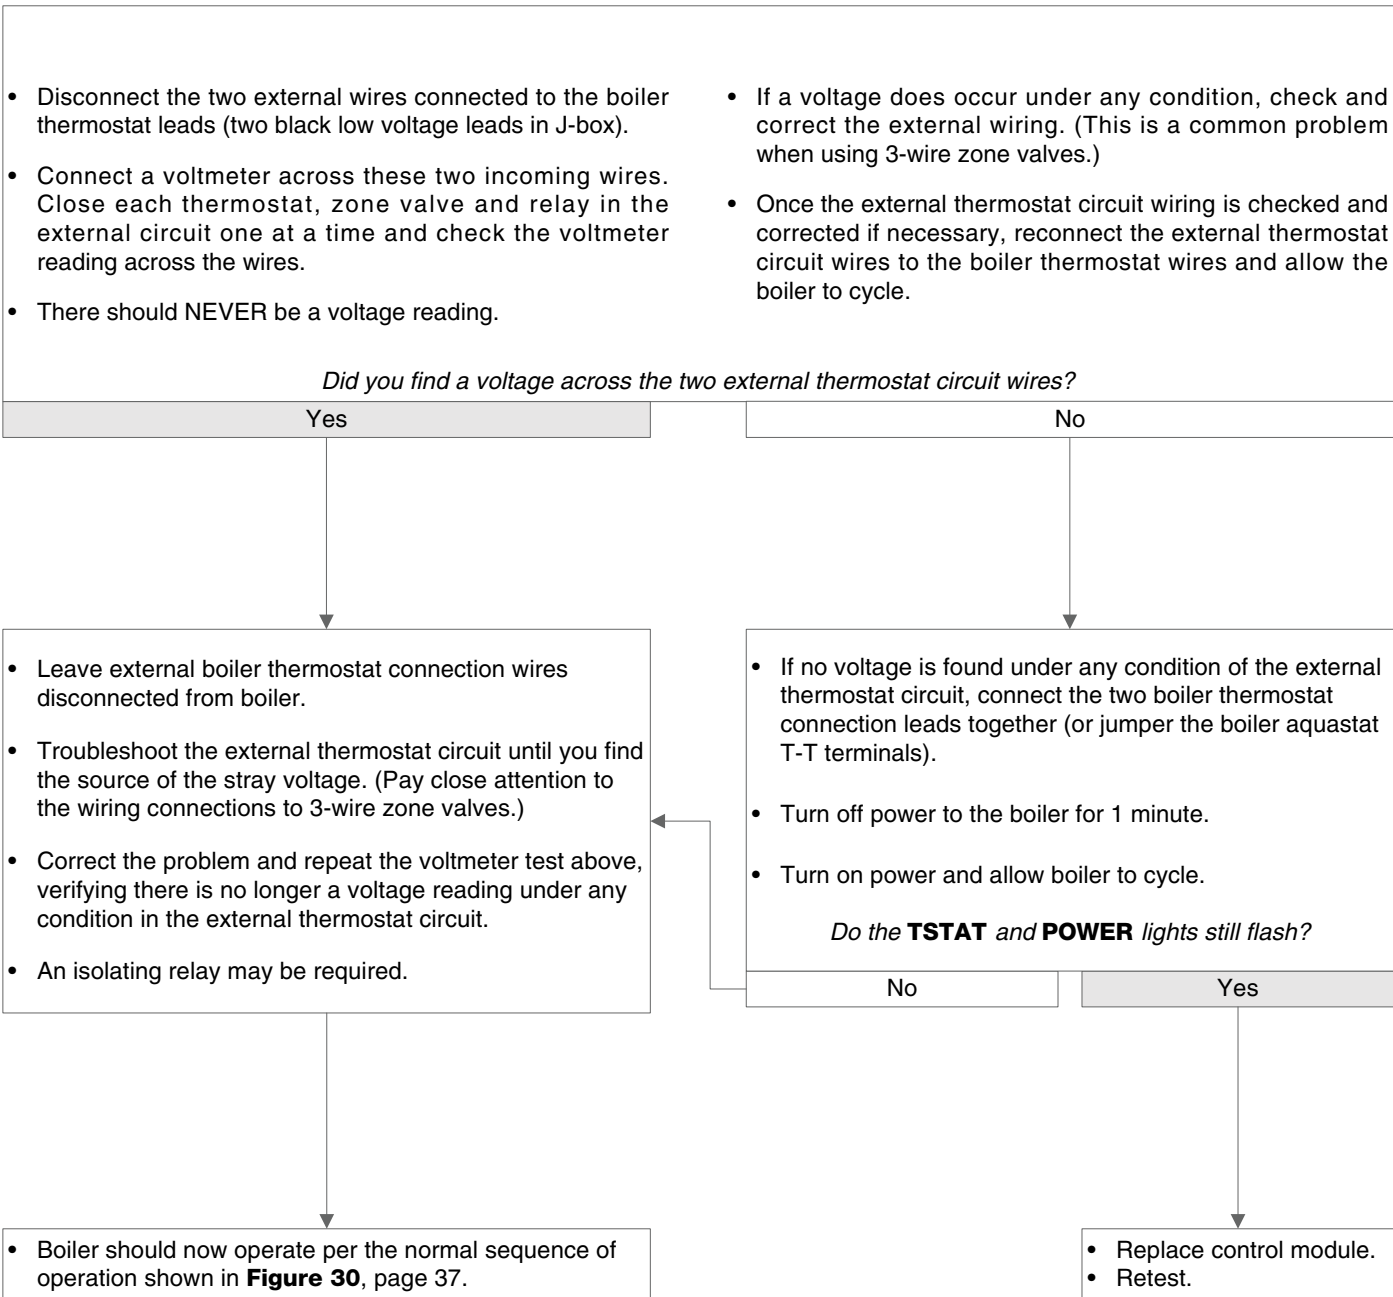 • Disconnect the two external wires connected to the boiler
thermostat leads (two black low voltage leads in J-box).
• Connect a voltmeter across these two incoming wires.
Close each thermostat, zone valve and relay in the
external circuit one at a time and check the voltmeter
reading across the wires.
• There should NEVER be a voltage reading.
• If a voltage does occur under any condition, check and
correct the external wiring. (This is a common problem
when using 3-wire zone valves.)
• Once the external thermostat circuit wiring is checked and
corrected if necessary, reconnect the external thermostat
circuit wires to the boiler thermostat wires and allow the
boiler to cycle.
Did you find a voltage across the two external thermostat circuit wires?
Yes
No
• Leave external boiler thermostat connection wires
disconnected from boiler.
• Troubleshoot the external thermostat circuit until you find
the source of the stray voltage. (Pay close attention to
the wiring connections to 3-wire zone valves.)
• Correct the problem and repeat the voltmeter test above,
verifying there is no longer a voltage reading under any
condition in the external thermostat circuit.
• An isolating relay may be required.
• If no voltage is found under any condition of the external
thermostat circuit, connect the two boiler thermostat
connection leads together (or jumper the boiler aquastat
T-T terminals).
• Turn off power to the boiler for 1 minute.
• Turn on power and allow boiler to cycle.
Do the TSTAT and POWER lights still flash?
No
Yes
• Boiler should now operate per the normal sequence of
operation shown in Figure 30, page 37.
• Replace control module.
• Retest.